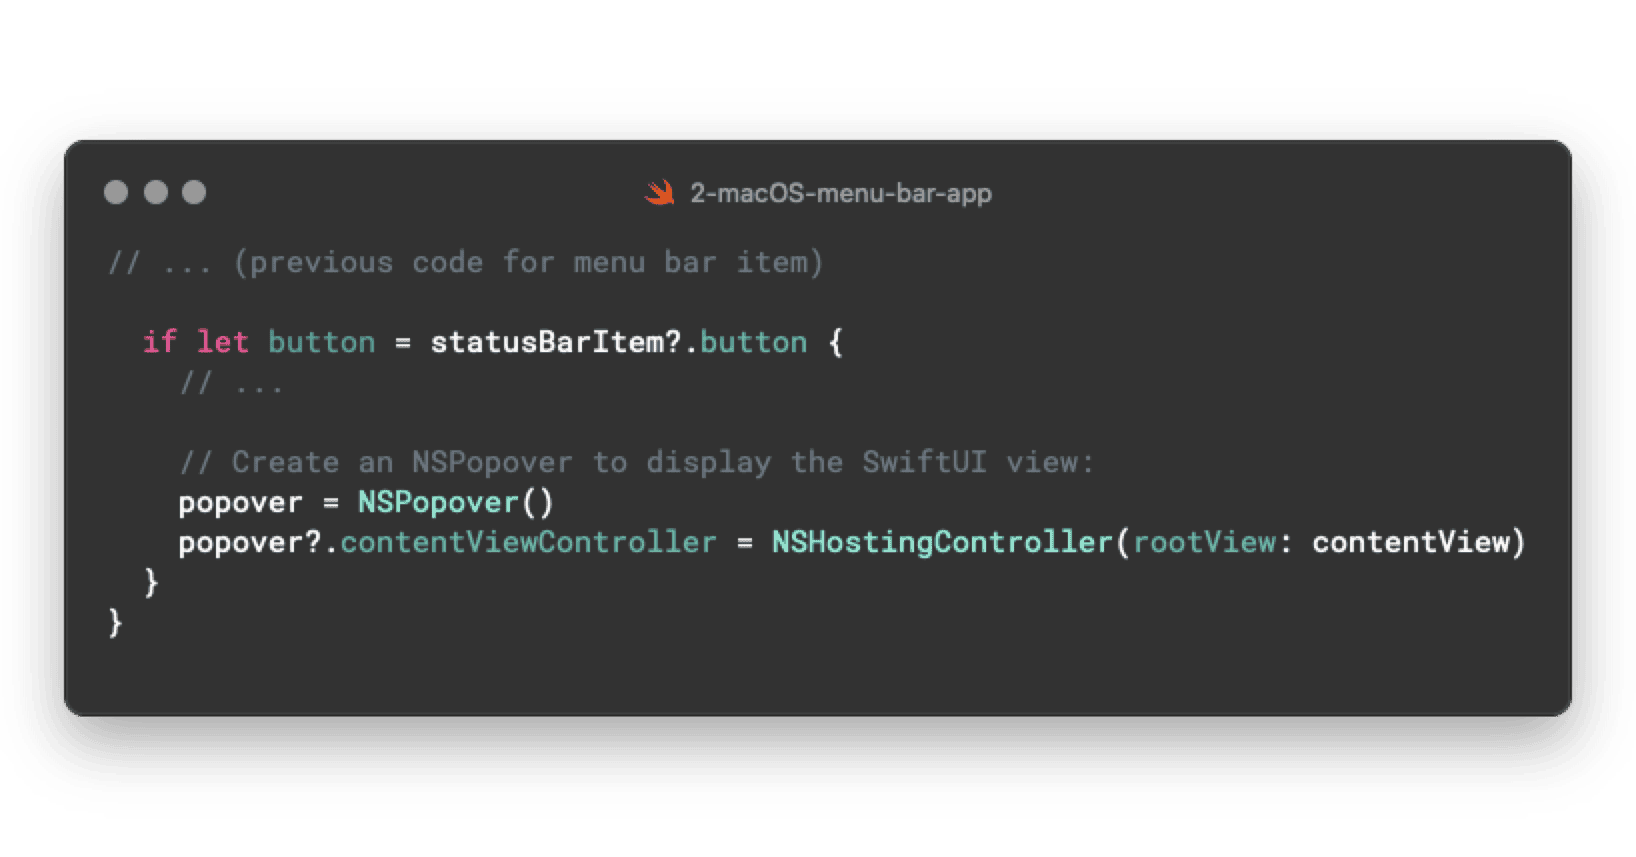 2-macOS-menu-bar-app
// ... (previous code for menu bar item)
if let button = statusBarItem?.button {
// ...
// Create an NSPopover to display the SwiftUI view:
popover = NSPopover()
popover?.contentViewController = NSHostingController(rootView: contentView)
}
}